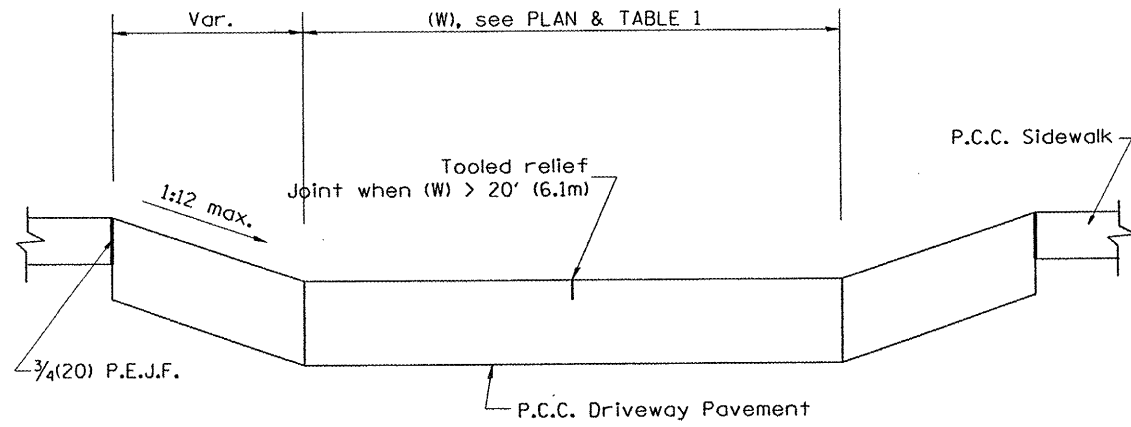 Var.
(W), see PLAN & TABLE 1
P.C.C. Sidewalk
Tooled relief
Joint when (W) > 20' (6.1m)
1:12 max.
3/4(20) P.E.J.F.
P.C.C. Driveway Pavement